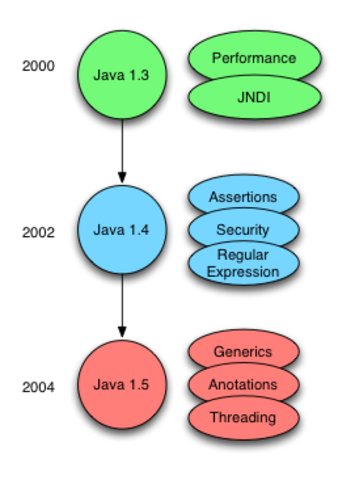 2000
Java 1.3
Performance
JNDI
2002
Java 1.4
Assertions
Security
Regular
Expression
2004
Java 1.5
Generics
Anotations
Threading